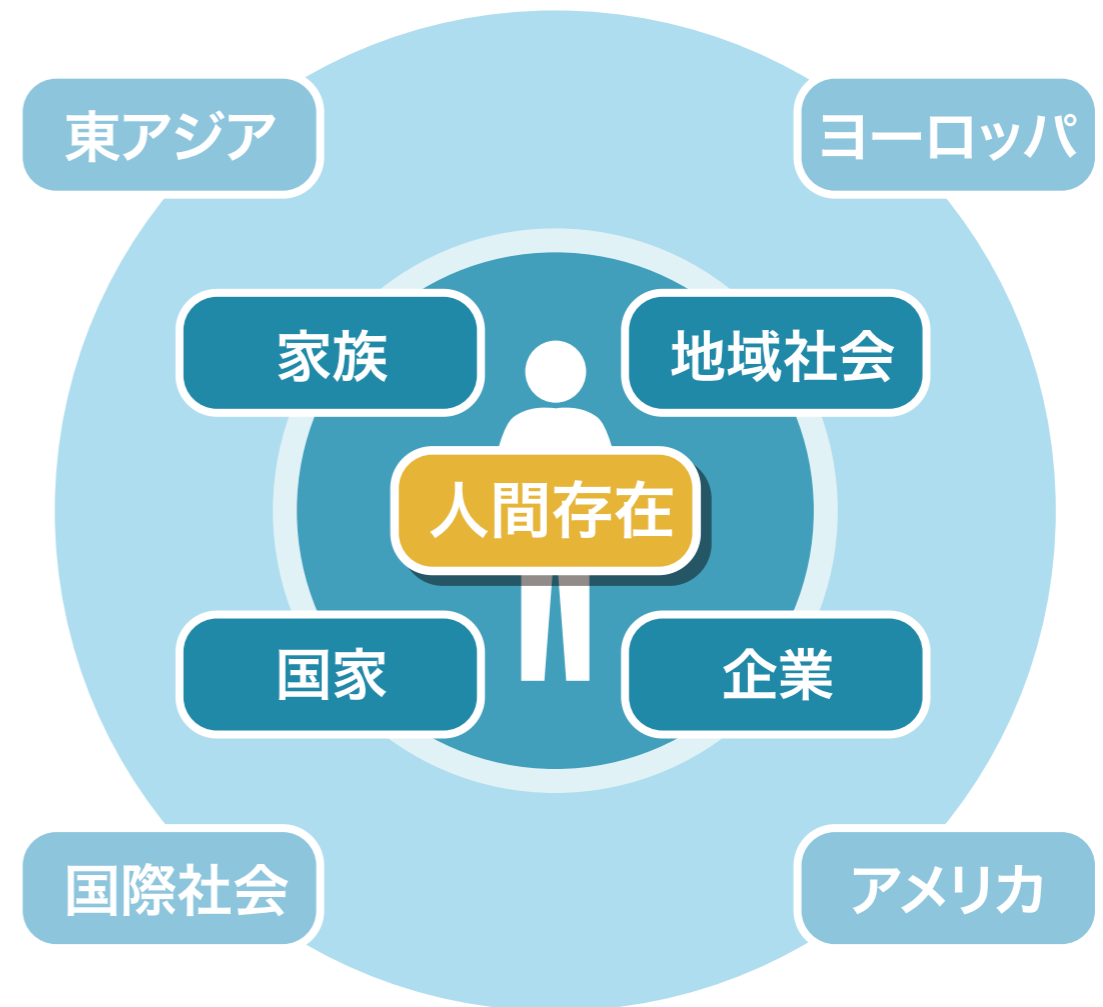 東アジア
ヨーロッパ
家族
地域社会
人間存在
国家
企業
国際社会
アメリカ